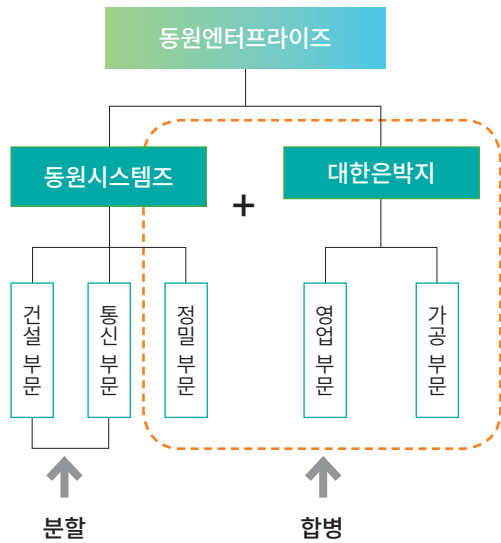 동원엔터프라이즈
동원시스템즈
+
대한은박지
건설 부문
통신 부문
정밀 부문
영업 부문
가공 부문
분할
합병